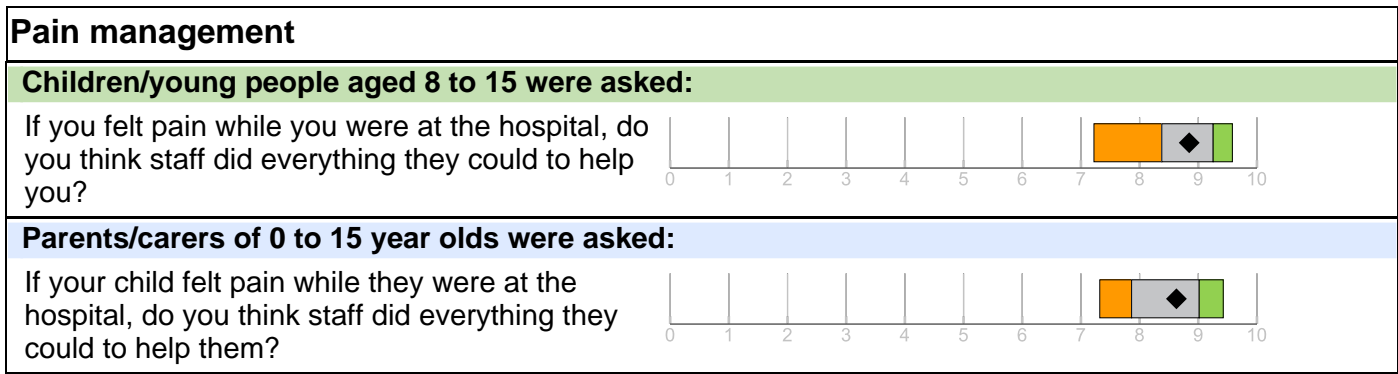 Pain management
Children/young people aged 8 to 15 were asked:
If you felt pain while you were at the hospital, do
you think staff did everything they could to help
you?
0 1 2 3 4 5 6 7 8 9 10
Parents/carers of 0 to 15 year olds were asked:
If your child felt pain while they were at the
hospital, do you think staff did everything they
could to help them?
0 1 2 3 4 5 6 7 8 9 10